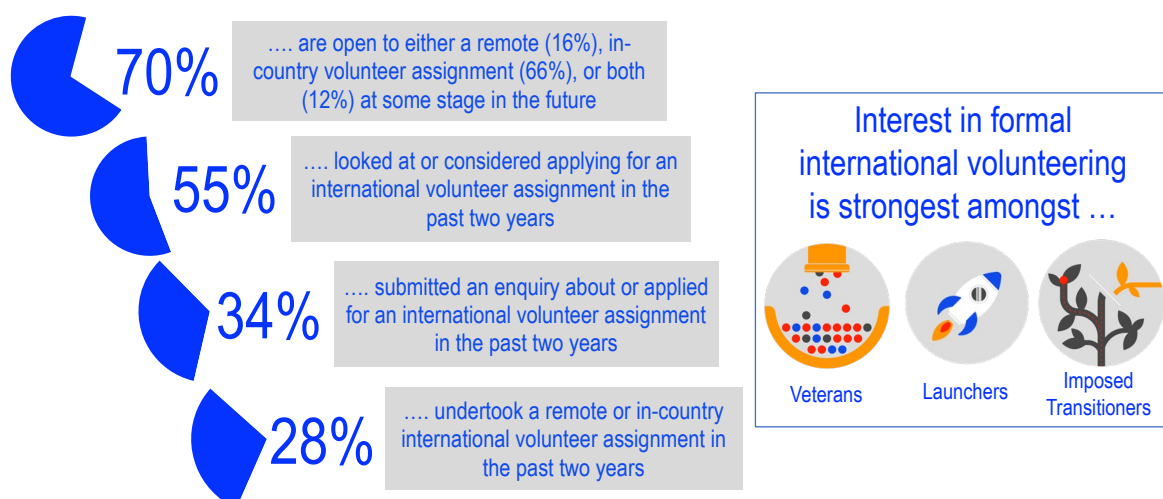 70%
.... are open to either a remote (16%), in-
country volunteer assignment (66%), or both
(12%) at some stage in the future
55%
.... looked at or considered applying for an
international volunteer assignment in the
past two years
34%
.... submitted an enquiry about or applied
for an international volunteer assignment
in the past two years
28%
.... undertook a remote or in-country
international volunteer assignment in
the past two years
Interest in formal
international volunteering
is strongest amongst ...
Veterans
Launchers
Imposed
Transitioners